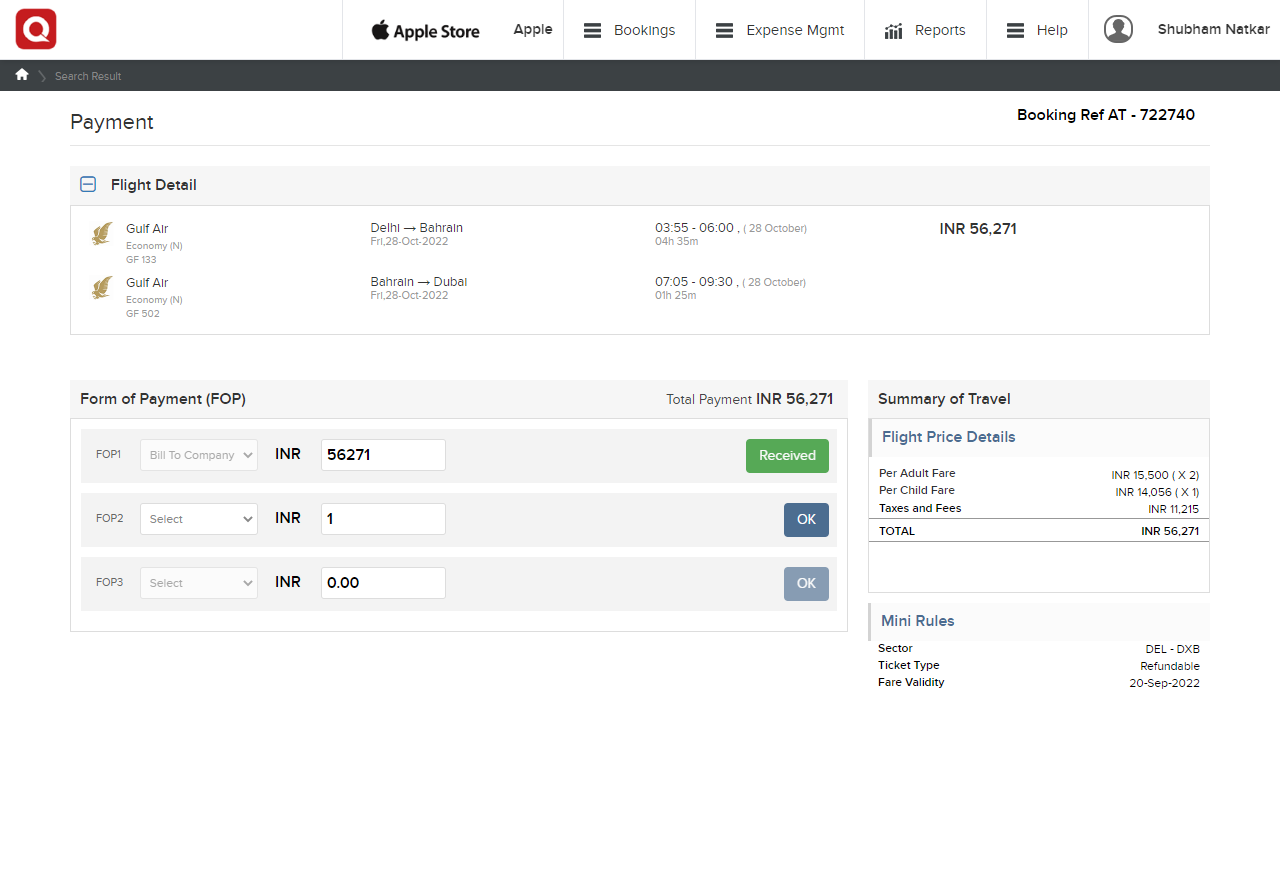 Apple Store
Apple
Bookings
Expense Mgmt
Reports
Help
Shubham Natkar
Search Result
Payment
Booking Ref AT - 722740
Flight Detail
Gulf Air
Economy (N)
GF 133
Delhi → Bahrain
Fri,28-Oct-2022
03:55 - 06:00 , ( 28 October)
04h 35m
INR 56,271
Gulf Air
Economy (N)
GF 502
Bahrain → Dubai
Fri,28-Oct-2022
07:05 - 09:30 , ( 28 October)
01h 25m
Form of Payment (FOP)
Total Payment INR 56,271
FOP1 Bill To Company INR 56271 Received
FOP2 Select INR 1 OK
FOP3 Select INR 0.00 OK
Summary of Travel
Flight Price Details
Per Adult Fare INR 15,500 ( X 2)
Per Child Fare INR 14,056 ( X 1)
Taxes and Fees INR 11,215
TOTAL INR 56,271
Mini Rules
Sector DEL - DXB
Ticket Type Refundable
Fare Validity 20-Sep-2022